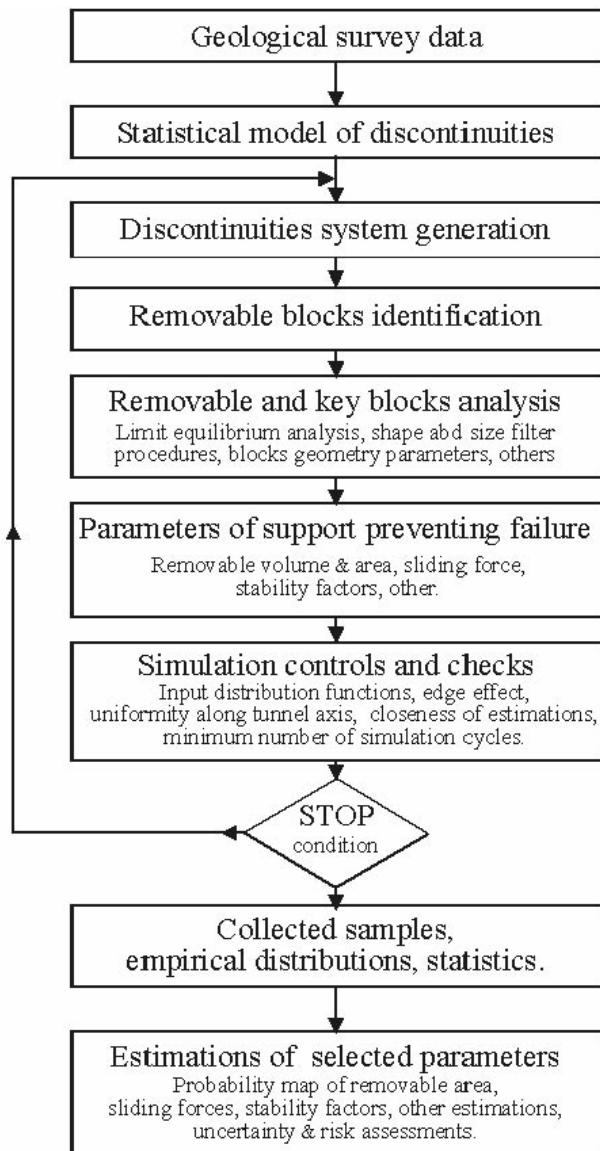 Geological survey data
Statistical model of discontinuities
Discontinuities system generation
Removable blocks identification
Removable and key blocks analysis
Limit equilibrium analysis, shape abd size filter
procedures, blocks geometry parameters, others
Parameters of support preventing failure
Removable volume & area, sliding force,
stability factors, other.
Simulation controls and checks
Input distribution functions, edge effect,
uniformity along tunnel axis, closeness of estimations,
minimum number of simulation cycles.
STOP
condition
Collected samples,
empirical distributions, statistics.
Estimations of selected parameters
Probability map of removable area,
sliding forces, stability factors, other estimations,
uncertainty & risk assessments.